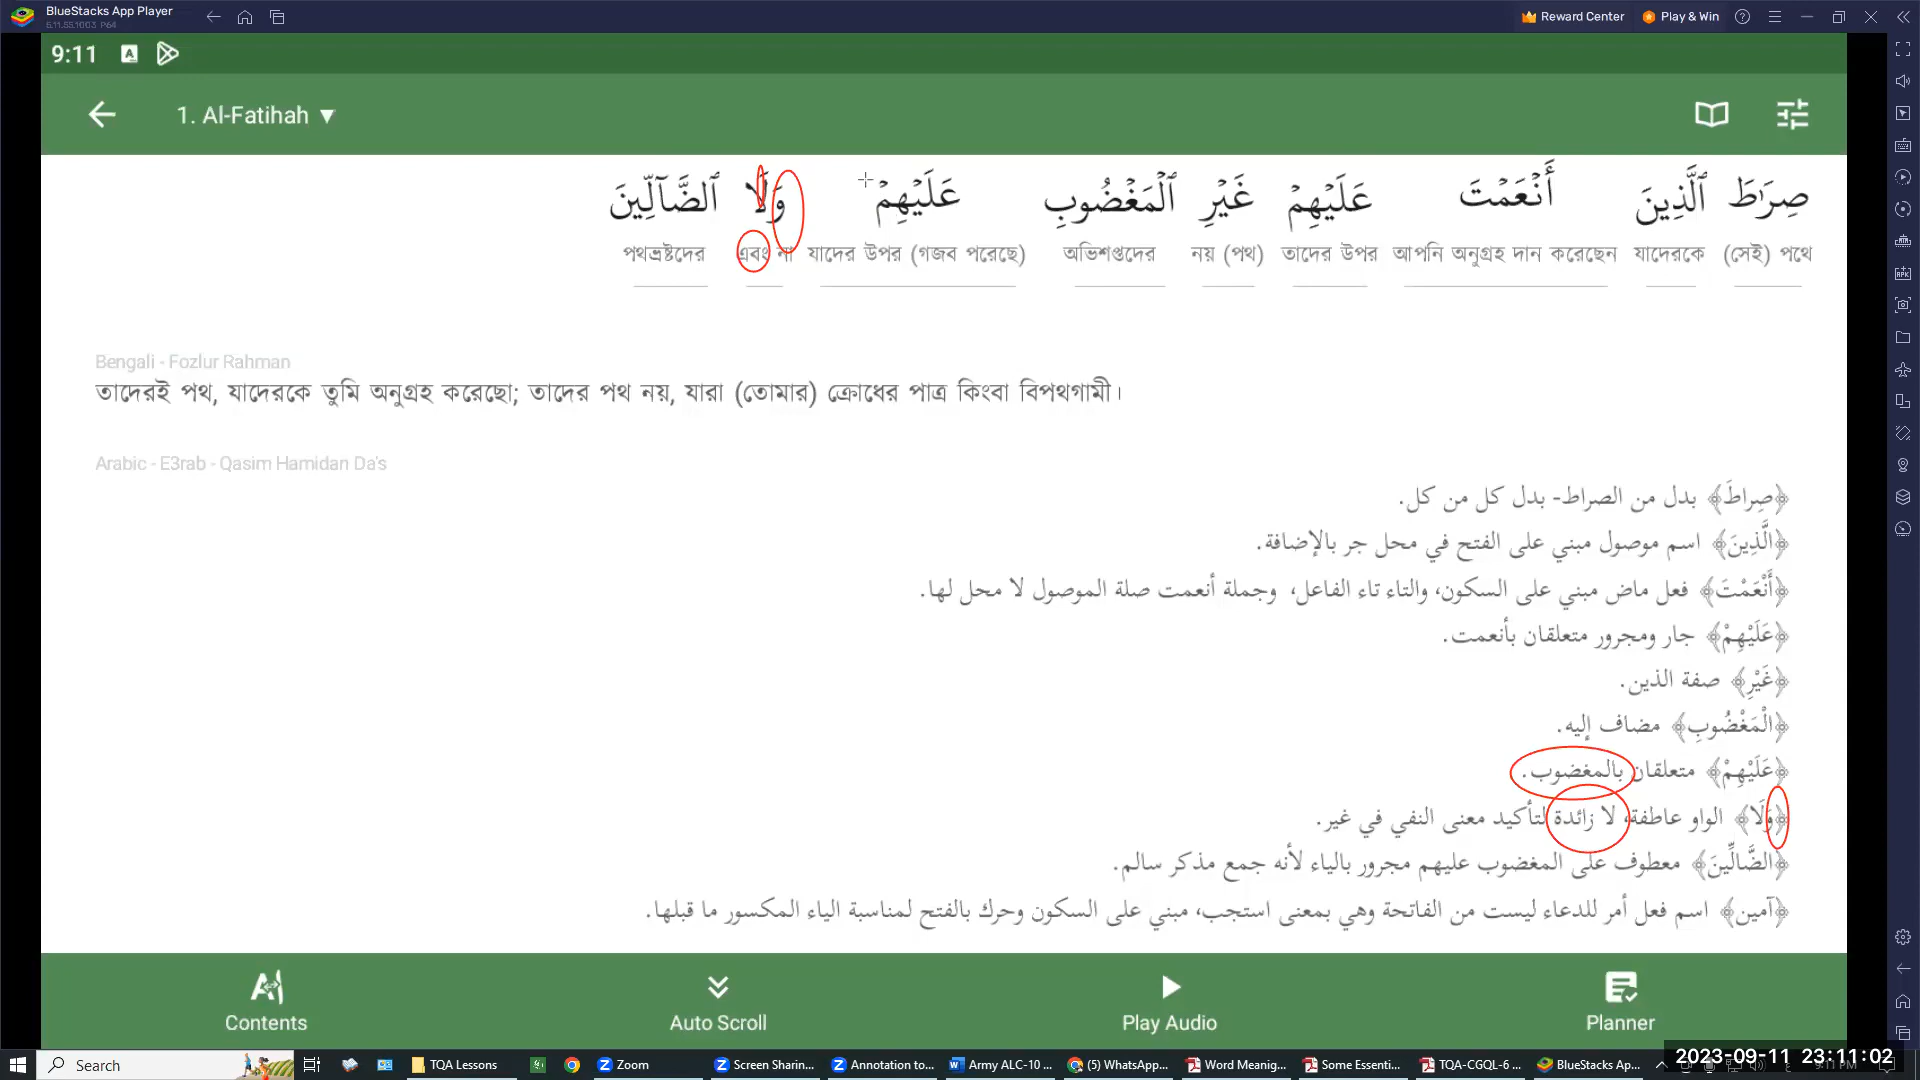 BlueStacks App Player
5.11.55.1003 P64
Reward Center
Play & Win
9:11
1. Al-Fatihah ▼
صِرَٰطَ ٱلَّذِينَ أَنۡعَمۡتَ عَلَيۡهِمۡ غَيۡرِ ٱلۡمَغۡضُوبِ عَلَيۡهِمۡ وَلَا ٱلضَّآلِّينَ
পথভ্রষ্টদের এবং না যাদের উপর (গজব পরেছে) অভিশপ্তদের নয় (পথ) তাদের উপর আপনি অনুগ্রহ দান করেছেন যাদেরকে (সেই) পথে
Bengali - Fozlur Rahman
তাদেরই পথ, যাদেরকে তুমি অনুগ্রহ করেছো; তাদের পথ নয়, যারা (তোমার) ক্রোধের পাত্র কিংবা বিপথগামী।
Arabic - E3rab - Qasim Hamidan Da's
﴿صِراطَ﴾ بدل من الصراط- بدل كل من كل.
﴿الَّذِينَ﴾ اسم موصول مبني على الفتح في محل جر بالإضافة.
﴿أَنْعَمْتَ﴾ فعل ماض مبني على السكون، والتاء تاء الفاعل، وجملة أنعمت صلة الموصول لا محل لها.
﴿عَلَيْهِمْ﴾ جار ومجرور متعلقان بأنعمت.
﴿غَيْرِ﴾ صفة الذين.
﴿الْمَغْضُوبِ﴾ مضاف إليه.
﴿عَلَيْهِمْ﴾ متعلقان بالمغضوب.
﴿وَلَا﴾ الواو عاطفة، لا زائدة لتأكيد معنى النفي في غير.
﴿الضَّالِّينَ﴾ معطوف على المغضوب عليهم مجرور بالياء لأنه جمع مذكر سالم.
﴿آمين﴾ اسم فعل أمر للدعاء ليست من الفاتحة وهي بمعنى استجب، مبني على السكون وحرك بالفتح لمناسبة الياء المكسور ما قبلها.
Contents
Auto Scroll
Play Audio
Planner
Search
TQA Lessons
Zoom
Screen Sharin...
Annotation to...
Army ALC-10 ...
(5) WhatsApp...
Word Meanig...
Some Essenti...
TQA-CGQL-6 ...
BlueStacks Ap...
2023-09-11 23:11:02